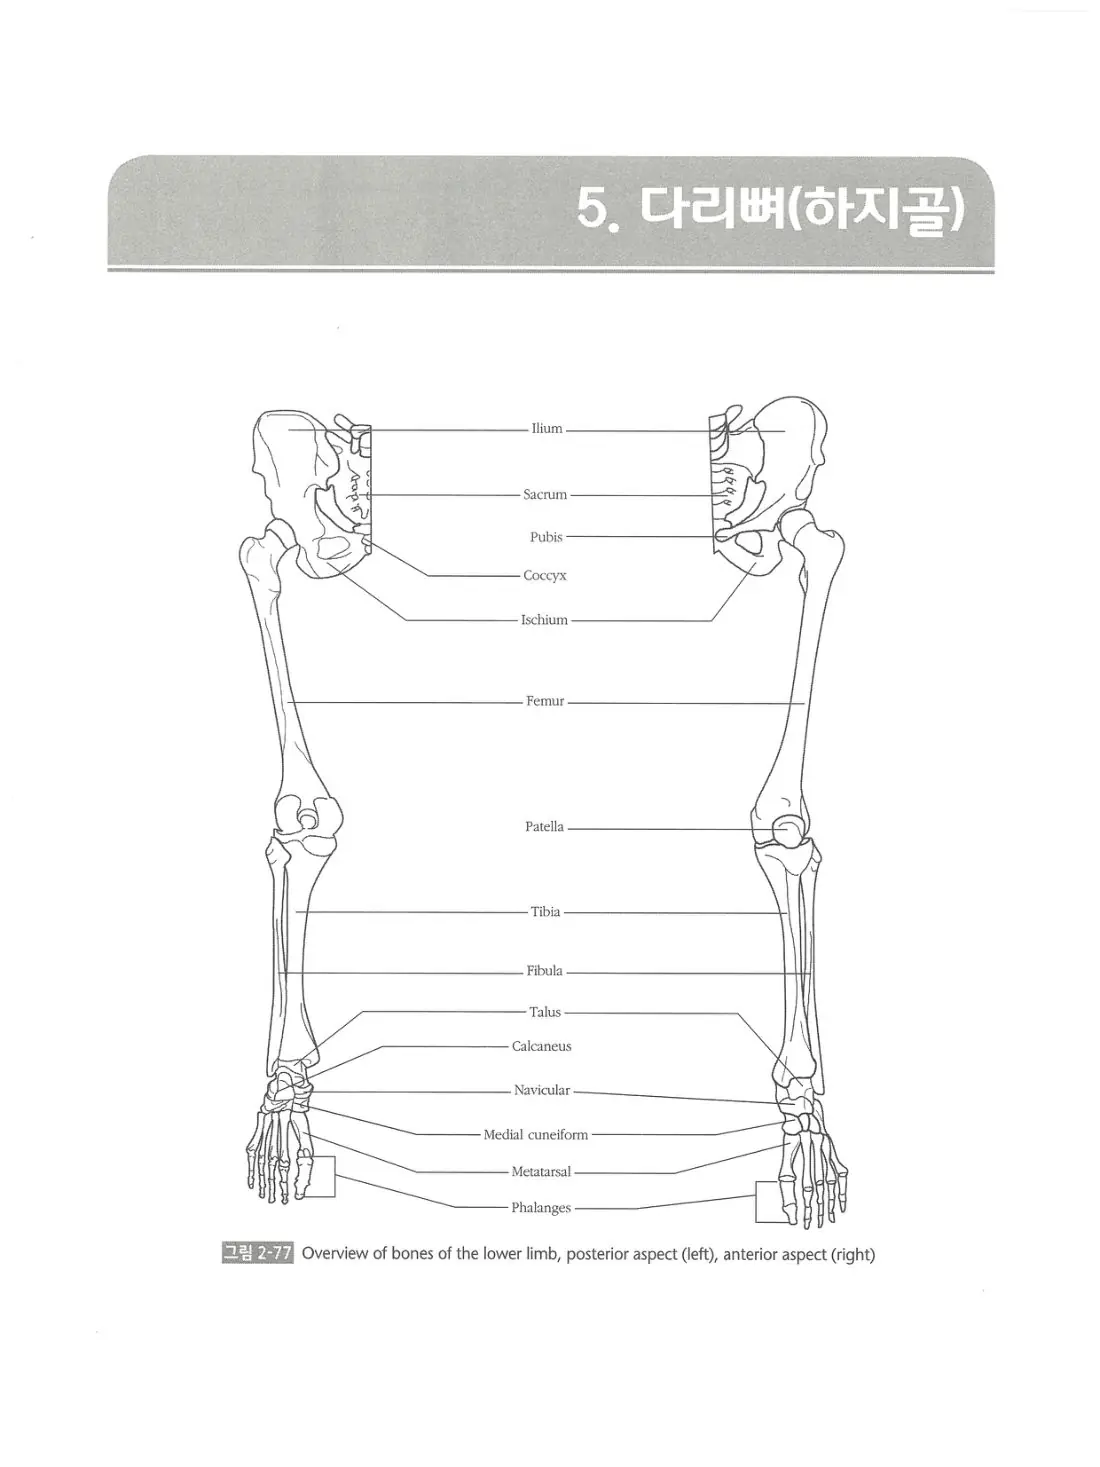 5. 다리뼈(하지골)
Ilium
Sacrum
Pubis
Coccyx
Ischium
Femur
Patella
Tibia
Fibula
Talus
Calcaneus
Navicular
Medial cuneiform
Metatarsal
Phalanges
그림 2-77 Overview of bones of the lower limb, posterior aspect (left), anterior aspect (right)